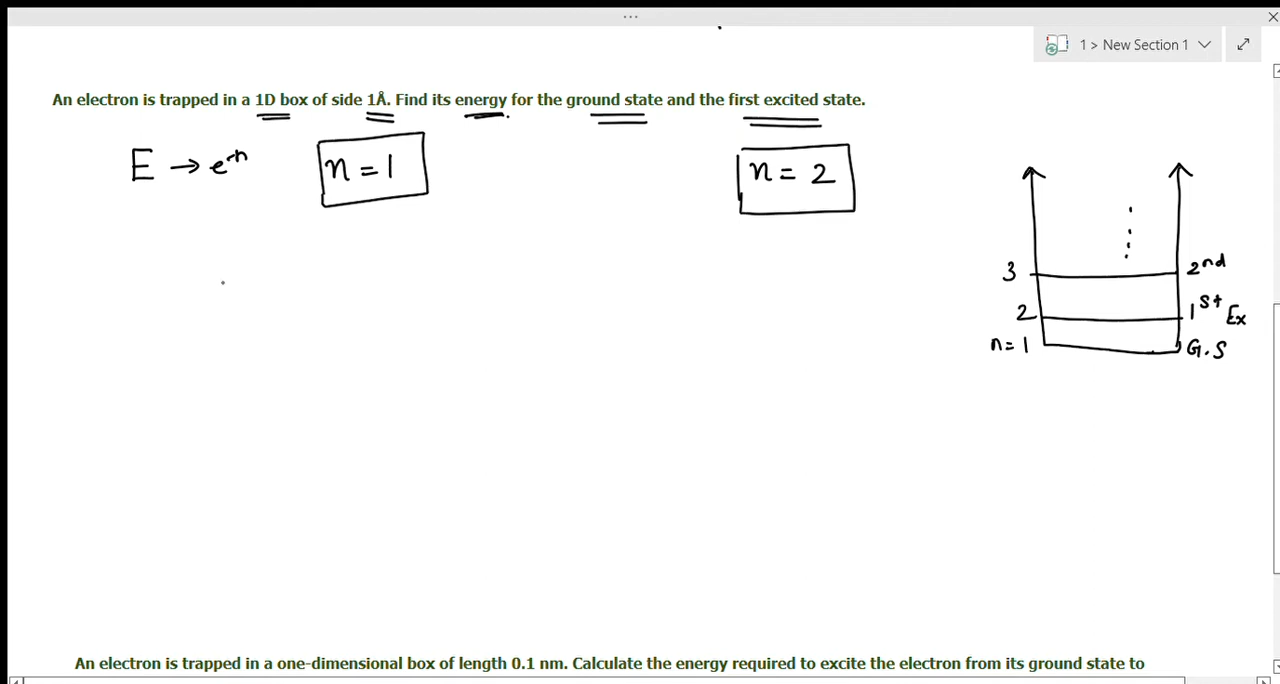 1 > New Section 1
An electron is trapped in a 1D box of side 1Å. Find its energy for the ground state and the first excited state.
E → e-n
n = 1
n = 2
3
2nd
2
1st Ex
n = 1
G.S
An electron is trapped in a one-dimensional box of length 0.1 nm. Calculate the energy required to excite the electron from its ground state to